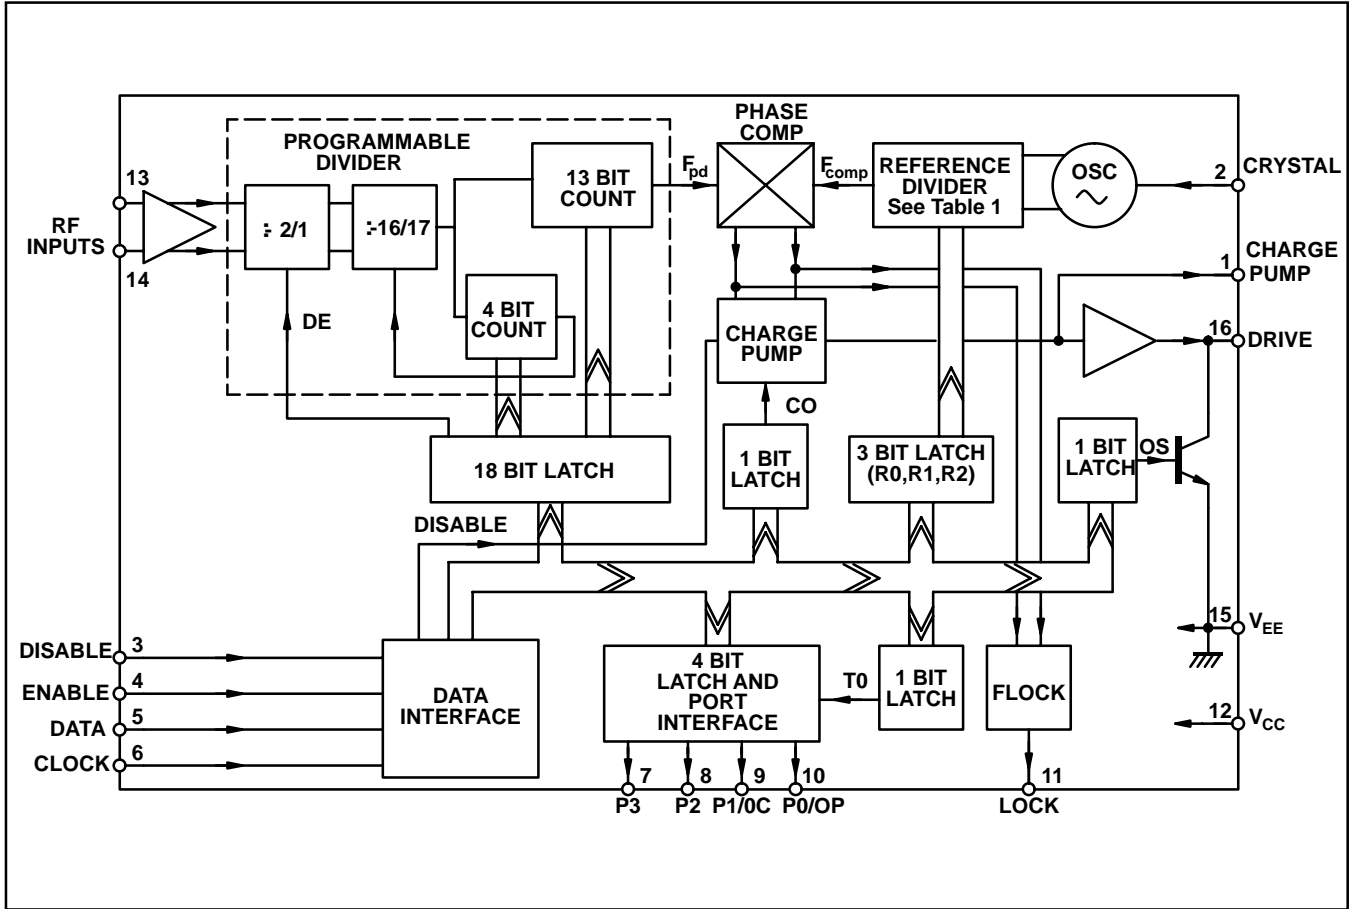 PHASE
COMP
PROGRAMMABLE
DIVIDER
13
RF
INPUTS
14
÷ 2/1
÷16/17
13 BIT
COUNT
4 BIT
COUNT
DE
Fpd
Fcomp
REFERENCE
DIVIDER
See Table 1
OSC
2
CRYSTAL
1
CHARGE
PUMP
CHARGE
PUMP
16
DRIVE
CO
18 BIT LATCH
1 BIT
LATCH
3 BIT LATCH
(R0,R1,R2)
1 BIT
LATCH
OS
DISABLE
15
VEE
DISABLE
3
ENABLE
4
DATA
5
CLOCK
6
DATA
INTERFACE
4 BIT
LATCH AND
PORT
INTERFACE
T0
1 BIT
LATCH
FLOCK
12
VCC
7
8
9
10
11
P3
P2
P1/0C
P0/OP
LOCK